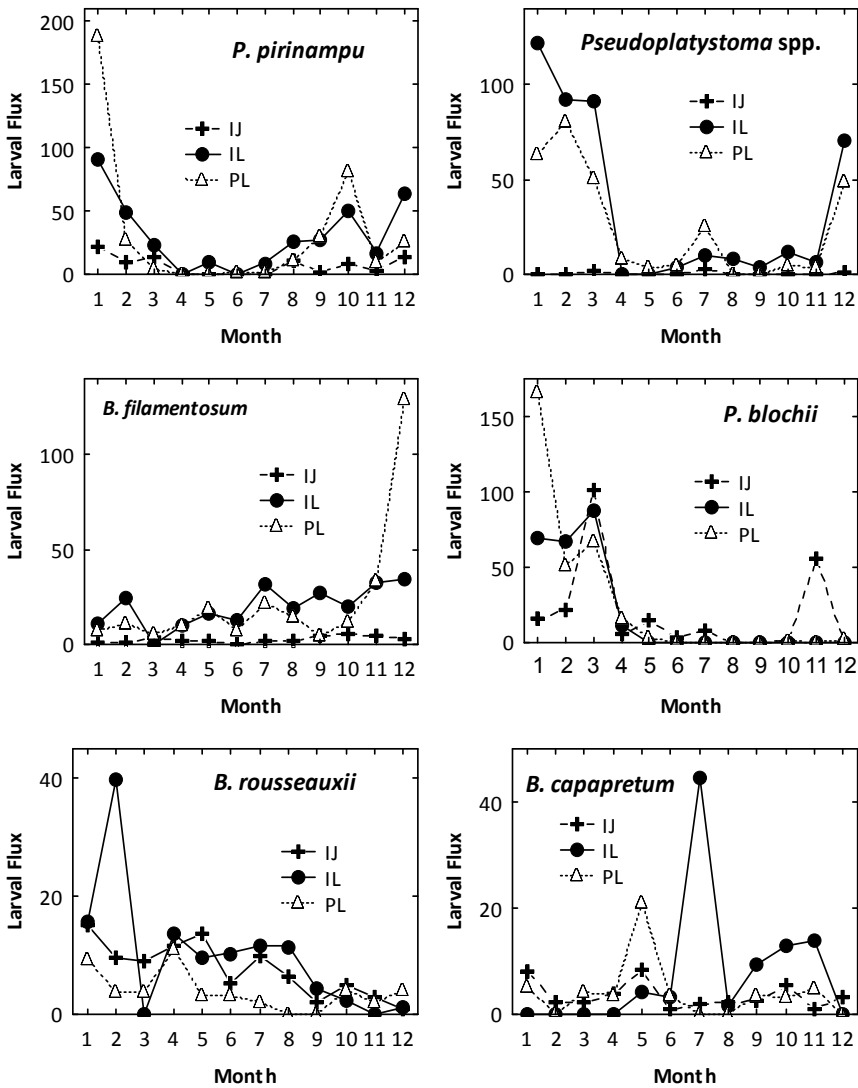 P. pirinampu
Larval Flux
200
150
100
50
0
IJ
IL
PL
1 2 3 4 5 6 7 8 9 10 11 12
Month
Pseudoplatystoma spp.
Larval Flux
100
50
0
IJ
IL
PL
1 2 3 4 5 6 7 8 9 10 11 12
Month
B. filamentosum
Larval Flux
100
50
0
IJ
IL
PL
1 2 3 4 5 6 7 8 9 10 11 12
Month
P. blochii
Larval Flux
150
100
50
0
IJ
IL
PL
1 2 3 4 5 6 7 8 9 10 11 12
Month
B. rousseauxii
Larval Flux
40
20
0
IJ
IL
PL
1 2 3 4 5 6 7 8 9 10 11 12
Month
B. capapretum
Larval Flux
40
20
0
IJ
IL
PL
1 2 3 4 5 6 7 8 9 10 11 12
Month